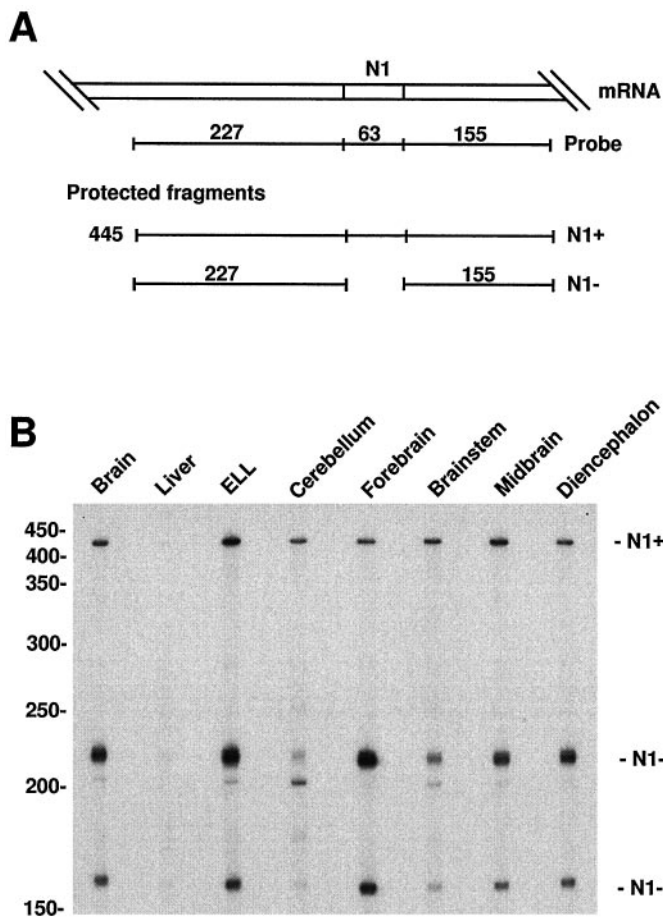 A
N1
mRNA
227 63 155
Probe
Protected fragments
445
N1+
227 155
N1-
B
Brain Liver ELL Cerebellum Forebrain Brainstem Midbrain Diencephalon
450-
- N1+
400-
350-
300-
250-
- N1-
200-
- N1-
150-